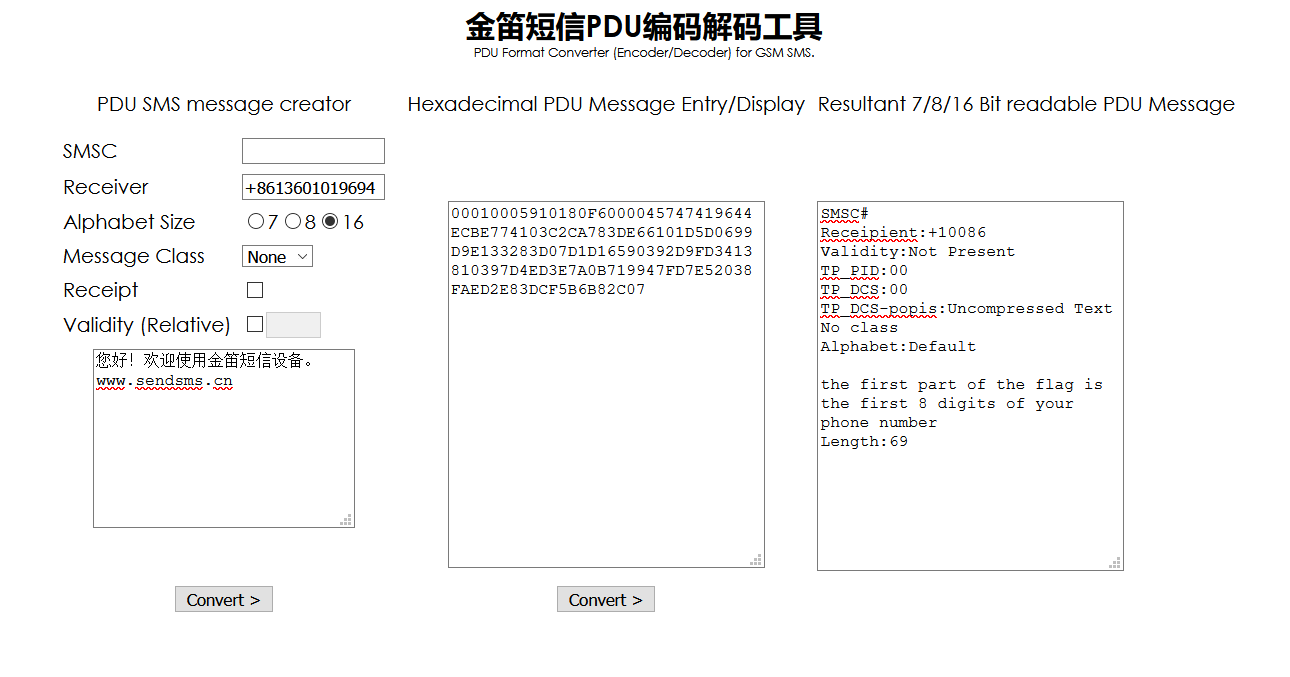 金笛短信PDU编码解码工具
PDU Format Converter (Encoder/Decoder) for GSM SMS.
PDU SMS message creator
Hexadecimal PDU Message Entry/Display
Resultant 7/8/16 Bit readable PDU Message
SMSC
Receiver
+8613601019694
Alphabet Size
7 8 16
Message Class
None
Receipt
Validity (Relative)
您好！欢迎使用金笛短信设备。
www.sendsms.cn
Convert >
00010005910180F6000045747419644
ECBE774103C2CA783DE66101D5D0699
D9E133283D07D1D16590392D9FD3413
810397D4ED3E7A0B719947FD7E52038
FAED2E83DCF5B6B82C07
Convert >
SMSC#
Receipient:+10086
Validity:Not Present
TP_PID:00
TP_DCS:00
TP_DCS-popis:Uncompressed Text
No class
Alphabet:Default
the first part of the flag is
the first 8 digits of your
phone number
Length:69